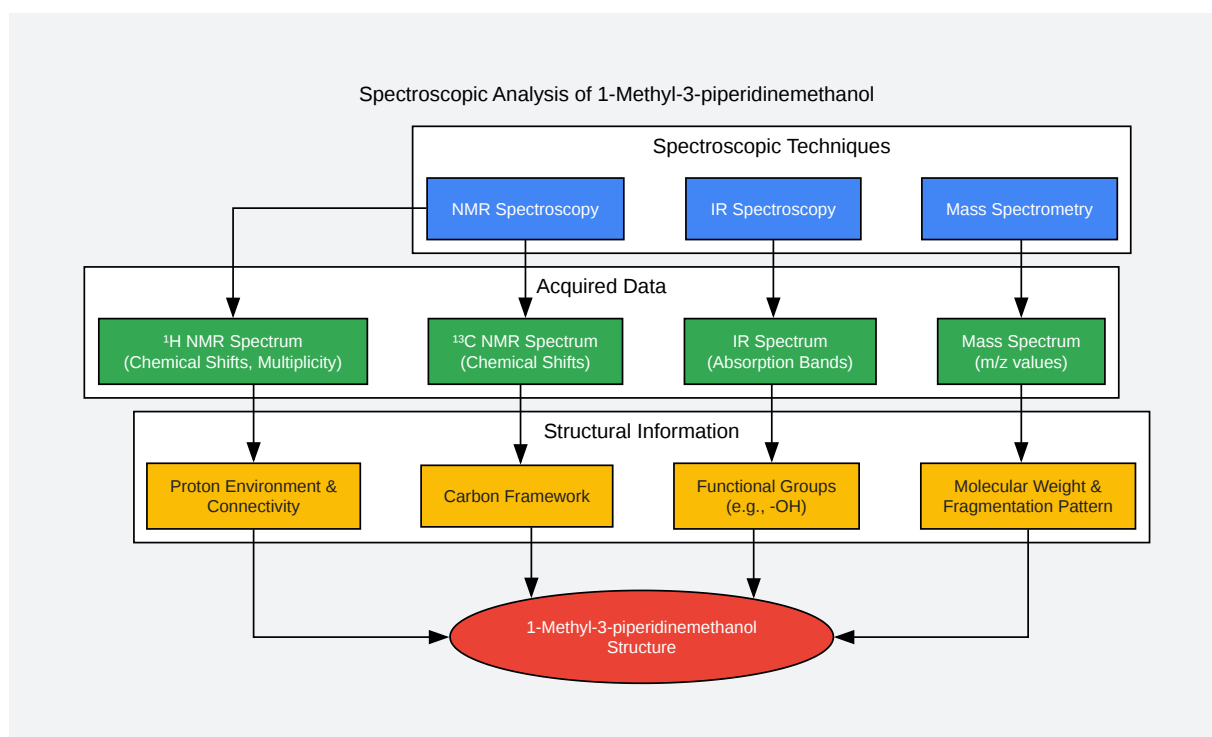 Spectroscopic Analysis of 1-Methyl-3-piperidinemethanol
Spectroscopic Techniques
NMR Spectroscopy
IR Spectroscopy
Mass Spectrometry
Acquired Data
¹H NMR Spectrum
(Chemical Shifts, Multiplicity)
¹³C NMR Spectrum
(Chemical Shifts)
IR Spectrum
(Absorption Bands)
Mass Spectrum
(m/z values)
Structural Information
Proton Environment &
Connectivity
Carbon Framework
Functional Groups
(e.g., -OH)
Molecular Weight &
Fragmentation Pattern
1-Methyl-3-piperidinemethanol
Structure